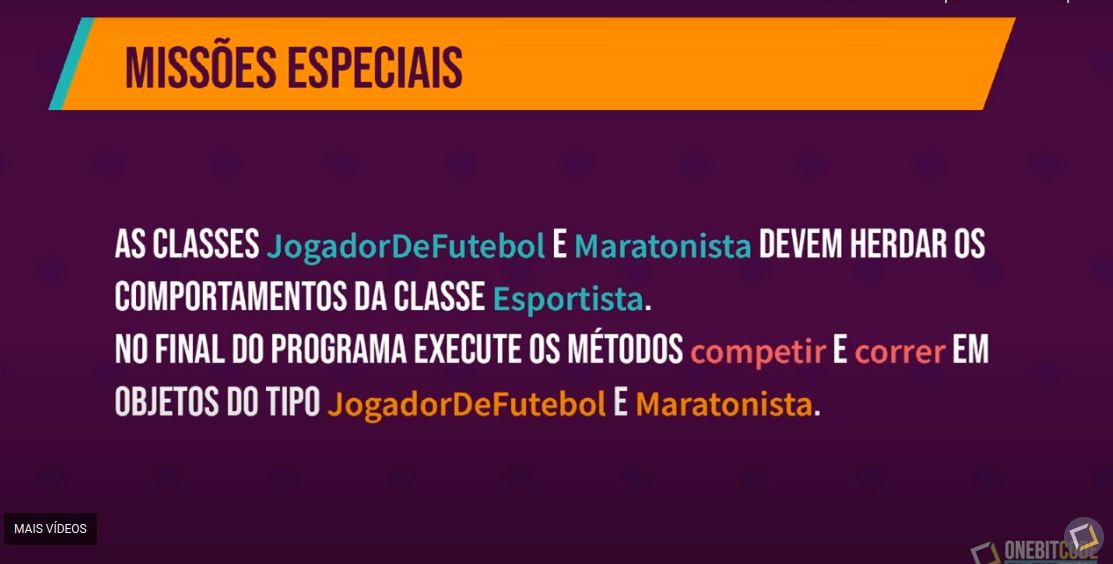 MISSÕES ESPECIAIS
AS CLASSES JogadorDeFutebol E Maratonista DEVEM HERDAR OS
COMPORTAMENTOS DA CLASSE Esportista.
NO FINAL DO PROGRAMA EXECUTE OS MÉTODOS competir E correr EM
OBJETOS DO TIPO JogadorDeFutebol E Maratonista.
MAIS VÍDEOS
ONEBITCODE